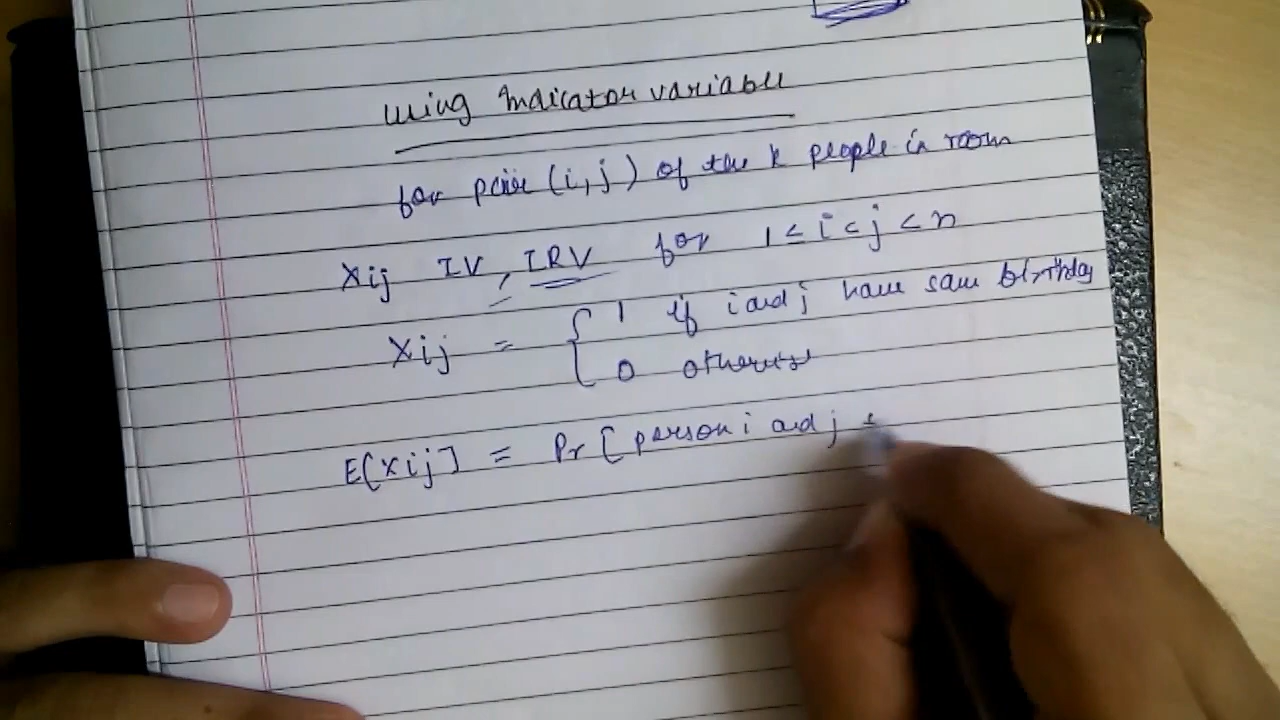 using Indicator variable
for pair (i, j) of the k people in room
Xij IV, IRV for 1 ≤ i < j < n
Xij = { 1 if i and j have same birthday
0 otherwise
E[Xij] = Pr [ person i and j